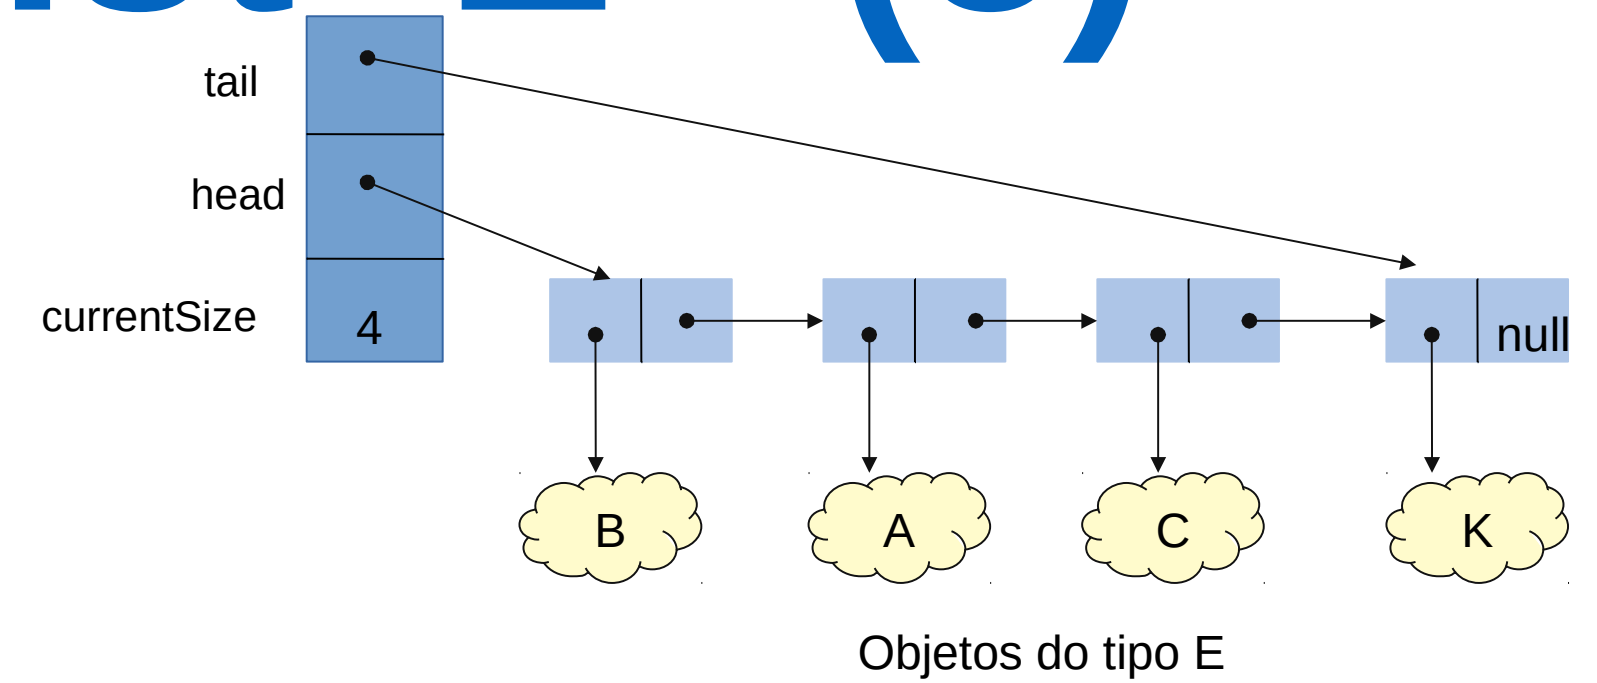 tail
head
currentSize
4
null
B
A
C
K
Objetos do tipo E